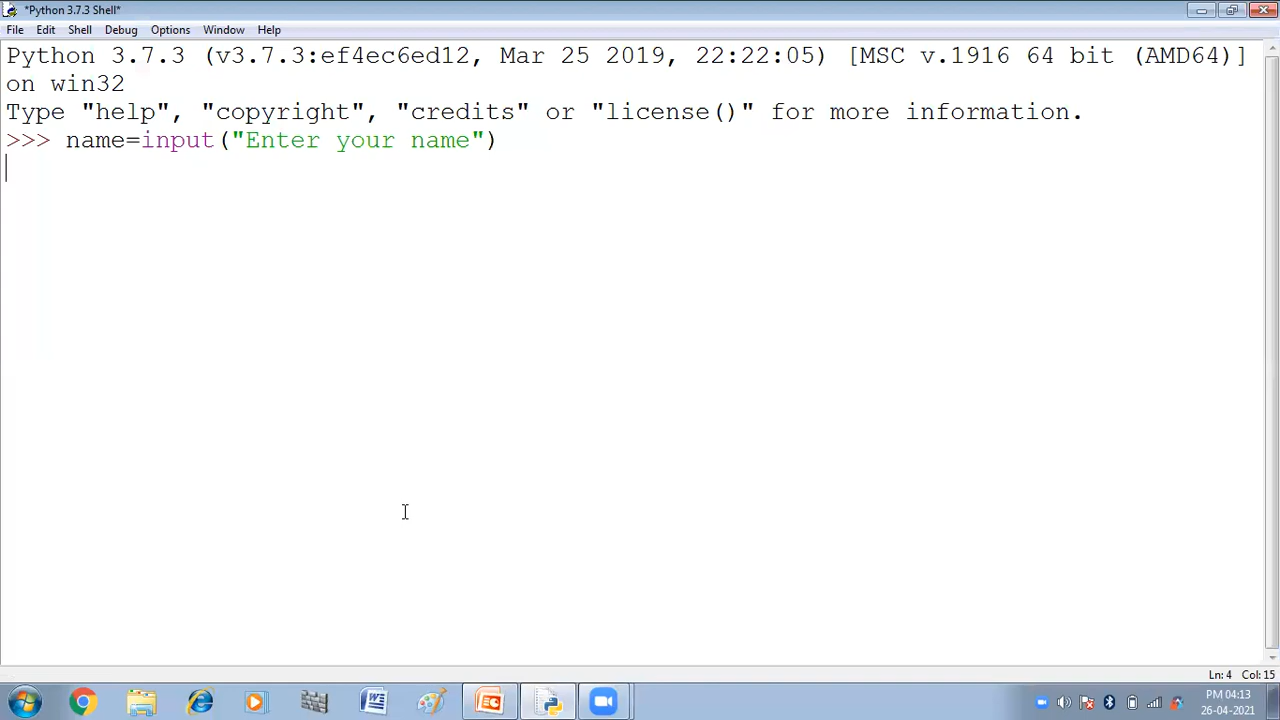 *Python 3.7.3 Shell*
File Edit Shell Debug Options Window Help
Python 3.7.3 (v3.7.3:ef4ec6ed12, Mar 25 2019, 22:22:05) [MSC v.1916 64 bit (AMD64)]
on win32
Type "help", "copyright", "credits" or "license()" for more information.
>>> name=input("Enter your name")
Ln: 4 Col: 15
PM 04:13
26-04-2021